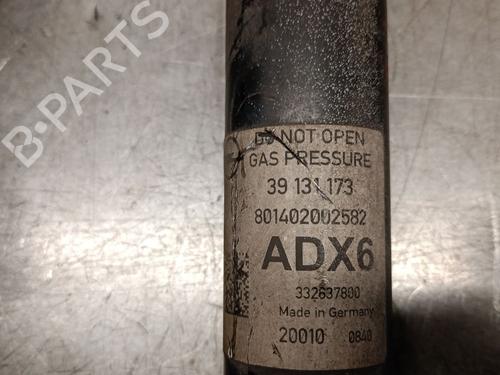 B-PARTS
DO NOT OPEN
GAS PRESSURE
39 131 173
801402002582
ADX6
332637800
Made in Germany
20010 0840